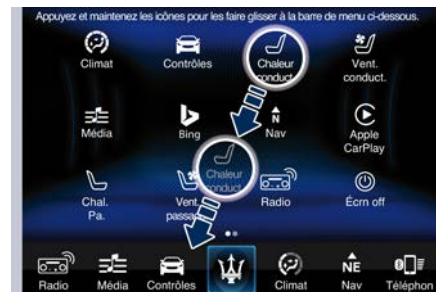 Appuyez et maintenez les icônes pour les faire glisser à la barre de menu ci-dessous.
Climat
Contrôles
Chaleur
conduct.
Vent.
conduct.
Média
Bing
N
Nav
Apple
CarPlay
Chaleur
conduct.
Chal.
Pa.
Vent.
passag.
Radio
Écrn off
Radio
Média
Contrôles
Climat
NE
Nav
Téléphon